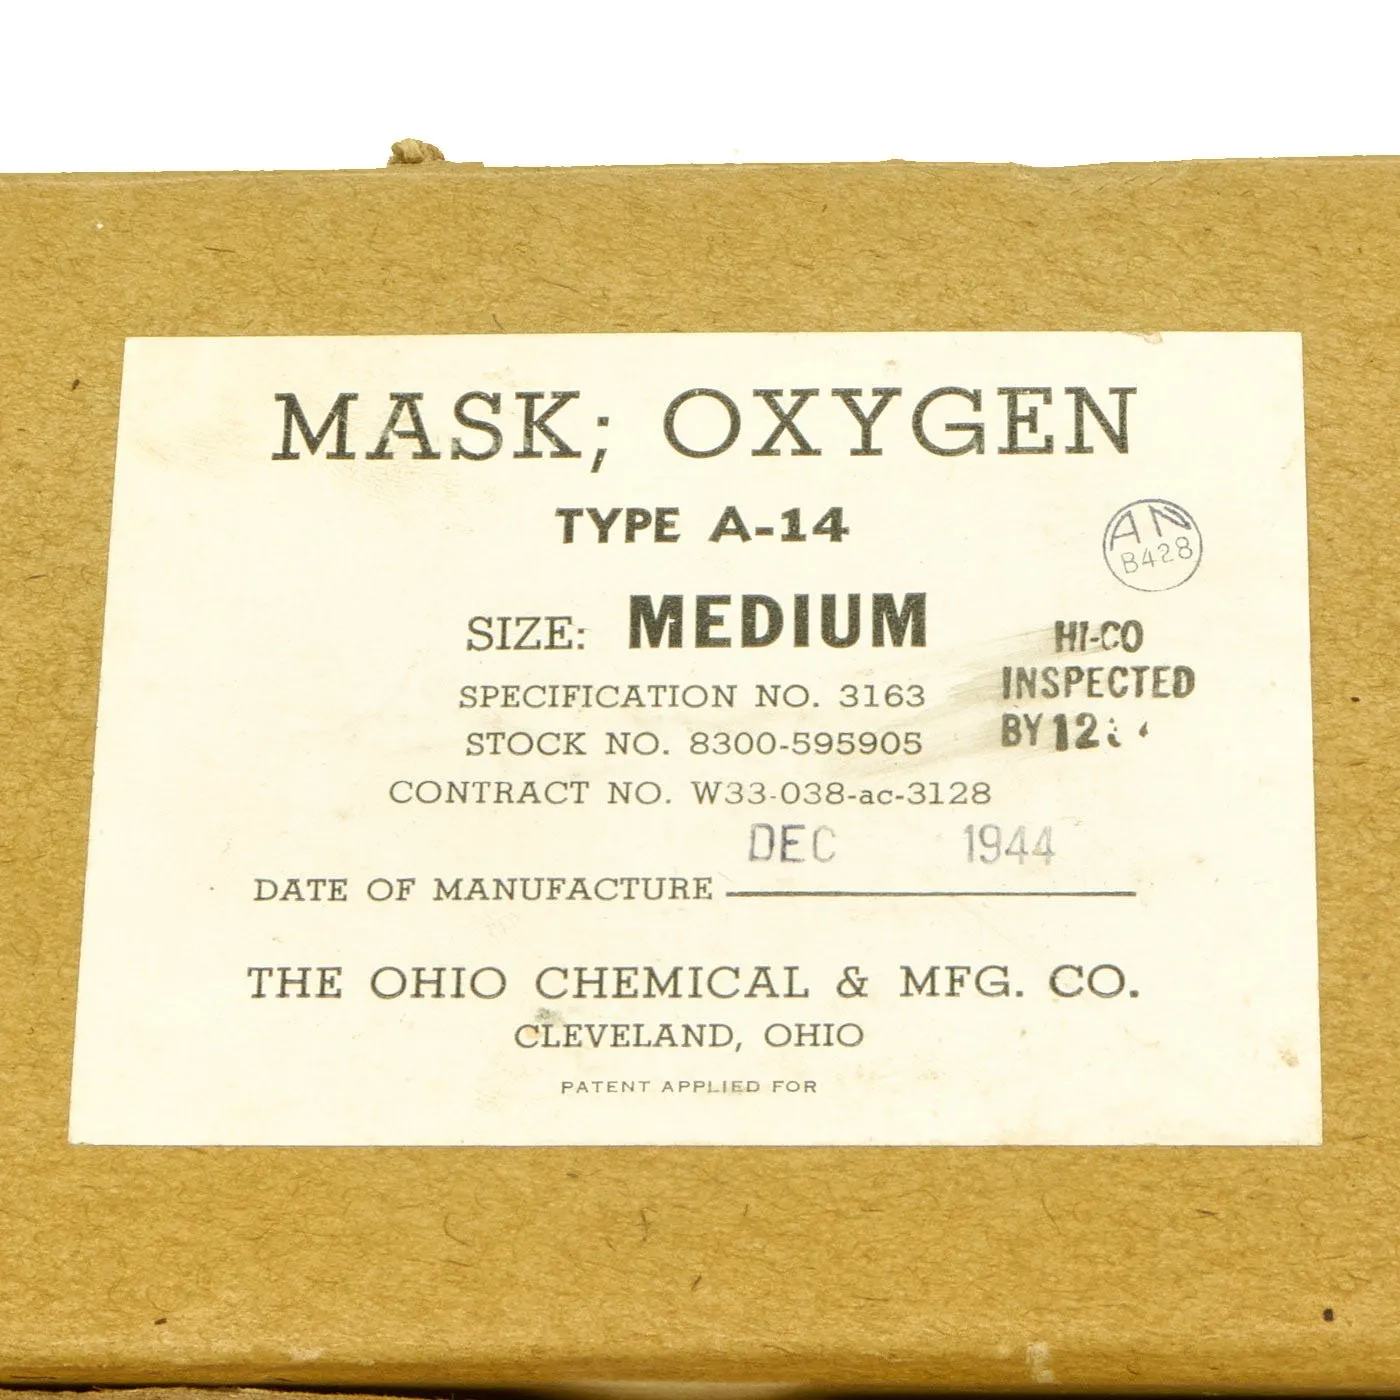 MASK; OXYGEN
TYPE A-14
AN
B428
SIZE: MEDIUM
HI-CO
INSPECTED
BY
SPECIFICATION NO. 3163
STOCK NO. 8300-595905
CONTRACT NO. W33-038-ac-3128
DEC 1944
DATE OF MANUFACTURE
THE OHIO CHEMICAL & MFG. CO.
CLEVELAND, OHIO
PATENT APPLIED FOR